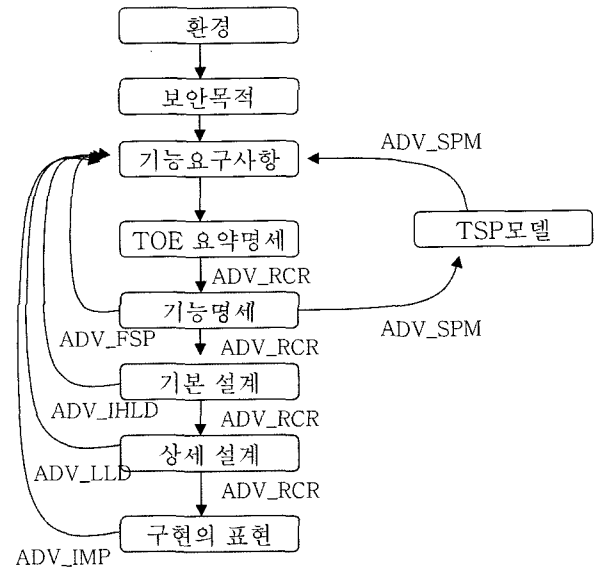 환경
보안목적
ADV_SPM
기능요구사항
TSP모델
TOE 요약명세
ADV_RCR
기능명세
ADV_SPM
ADV_FSP
ADV_RCR
기본 설계
ADV_IHLD
ADV_RCR
상세 설계
ADV_LLD
ADV_RCR
구현의 표현
ADV_IMP